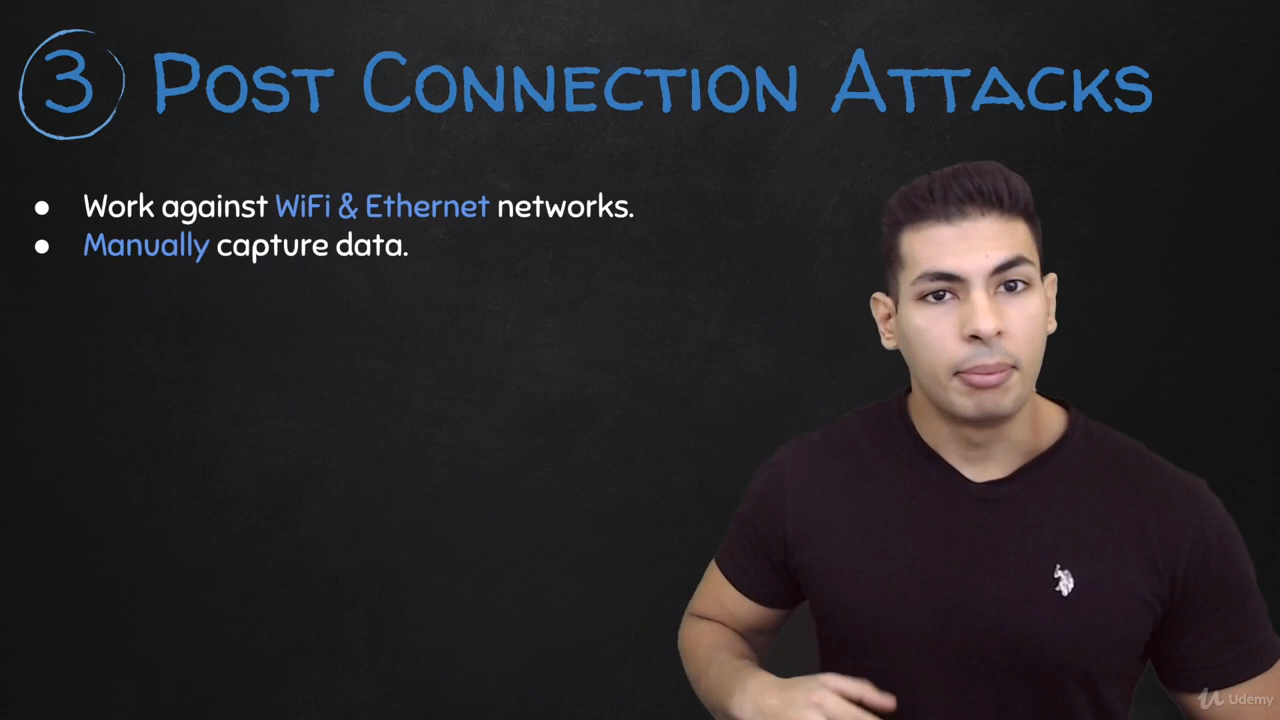 3 Post Connection Attacks
● Work against WiFi & Ethernet networks.
● Manually capture data.
Udemy